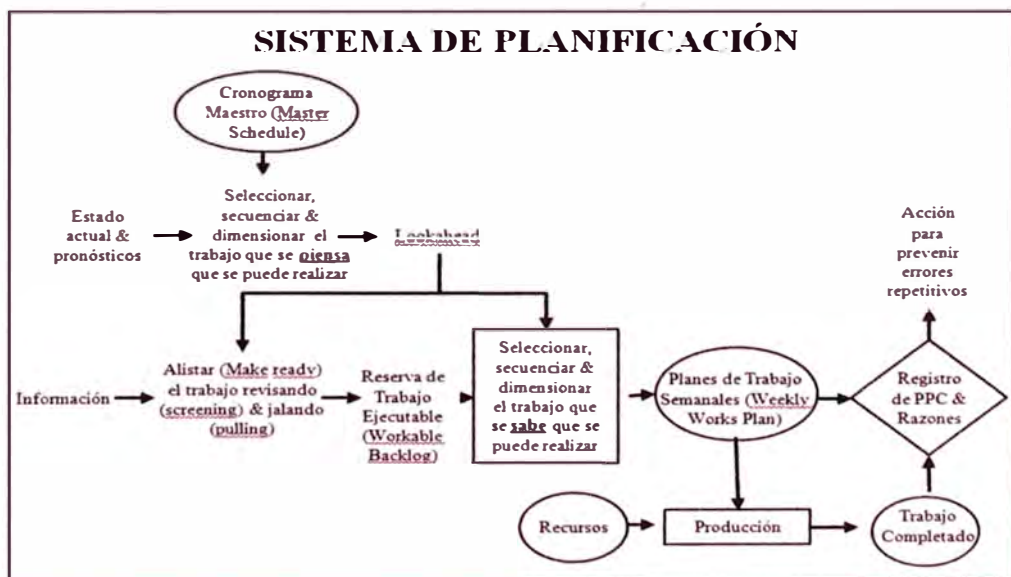 SISTEMA DE PLANIFICACIÓN
Cronograma
Maestro (Master
Schedule)
Estado
actual &
pronósticos
Seleccionar,
secuenciar &
dimensionar el
trabajo que se piensa
que se puede realizar
Lookahead
Acción
para
prevenir
errores
repetitivos
Información
Alistar (Make ready)
el trabajo revisando
(screening) & jalando
(pulling)
Reserva de
Trabajo
Ejecutable
(Workable
Backlog)
Seleccionar,
secuenciar &
dimensionar
el trabajo que
se sabe que se
puede realizar
Planes de Trabajo
Semanales (Weekly
Works Plan)
Registro
de PPC &
Razones
Recursos
Producción
Trabajo
Completado